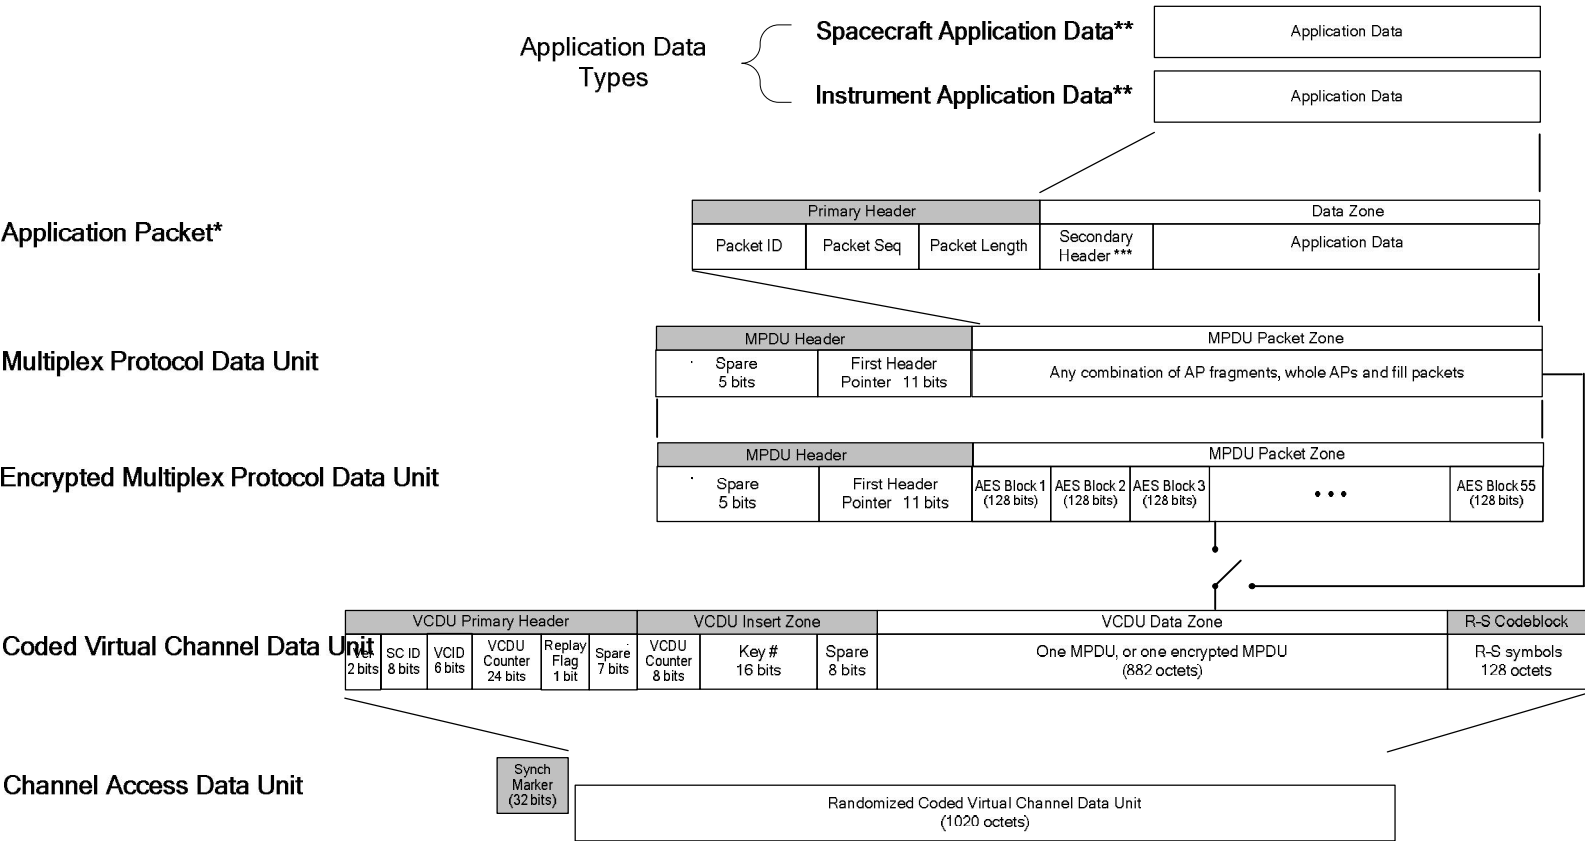 Application Data
Types
Spacecraft Application Data**
Application Data
Instrument Application Data**
Application Data
Application Packet*
Primary Header
Data Zone
Packet ID
Packet Seq
Packet Length
Secondary
Header ***
Application Data
Multiplex Protocol Data Unit
MPDU Header
MPDU Packet Zone
Spare
5 bits
First Header
Pointer 11 bits
Any combination of AP fragments, whole APs and fill packets
Encrypted Multiplex Protocol Data Unit
MPDU Header
MPDU Packet Zone
Spare
5 bits
First Header
Pointer 11 bits
AES Block 1
(128 bits)
AES Block 2
(128 bits)
AES Block 3
(128 bits)
• • •
AES Block 55
(128 bits)
Coded Virtual Channel Data Unit
VCDU Primary Header
VCDU Insert Zone
VCDU Data Zone
R-S Codeblock
Ver
2 bits
SC ID
8 bits
VCID
6 bits
VCDU
Counter
24 bits
Replay
Flag
1 bit
Spare
7 bits
VCDU
Counter
8 bits
Key #
16 bits
Spare
8 bits
One MPDU, or one encrypted MPDU
(882 octets)
R-S symbols
128 octets
Channel Access Data Unit
Synch
Marker
(32 bits)
Randomized Coded Virtual Channel Data Unit
(1020 octets)